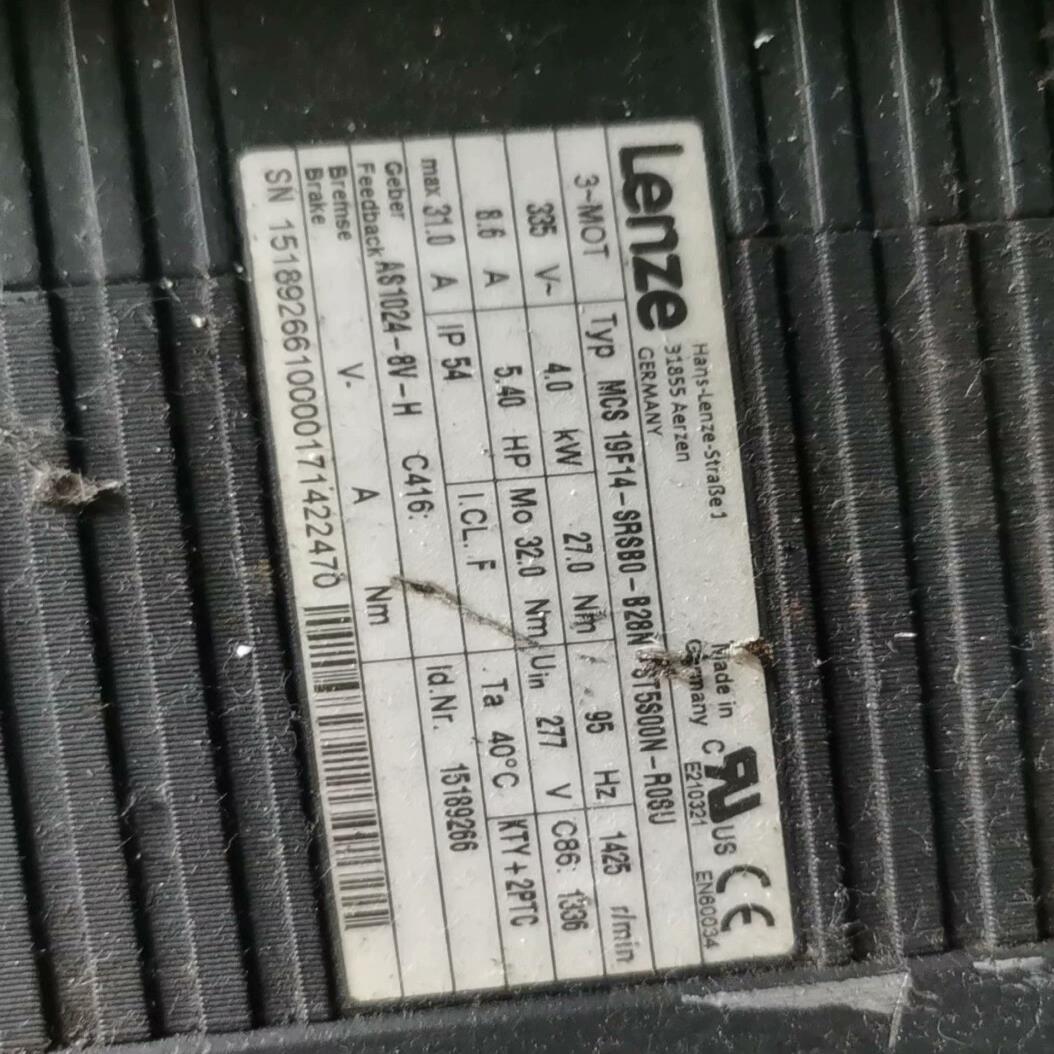 Lenze
Hans-Lenze-Straße 1
31855 Aerzen
GERMANY
Made in
Germany
C UR US
E210321
CE
EN60034
3~MOT Typ MCS 19F14-SRSB0-B28N-ST5S00N-R0SU
335 V~ 4.0 kW 27.0 Nm 95 Hz 1425 r/min
8.6 A 5.40 HP Mo 32.0 Nm Uin 277 V C86: 1336
max 31.0 A IP 54 I.CL. F Ta 40°C KTY+2PTC
Geber
Feedback AS1024-8V-H C416: Id.Nr. 15189266
Bremse
Brake V- A Nm
SN 1518926610000171422470